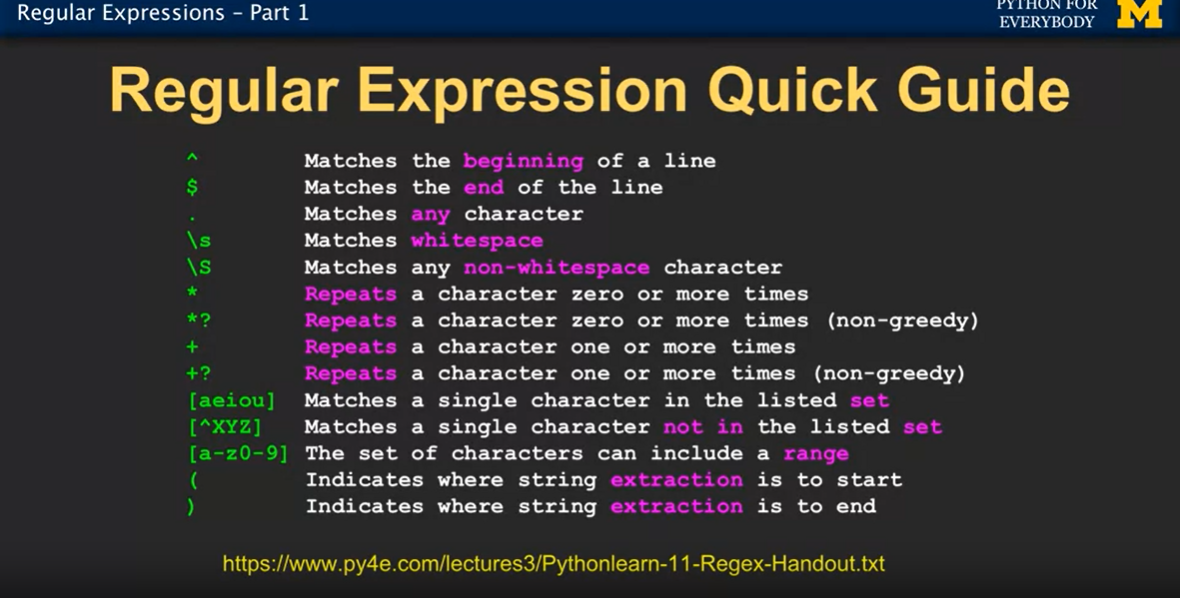 Regular Expressions – Part 1
PYTHON FOR
EVERYBODY
M
Regular Expression Quick Guide
^ Matches the beginning of a line
$ Matches the end of the line
. Matches any character
\s Matches whitespace
\S Matches any non-whitespace character
* Repeats a character zero or more times
*? Repeats a character zero or more times (non-greedy)
+ Repeats a character one or more times
+? Repeats a character one or more times (non-greedy)
[aeiou] Matches a single character in the listed set
[^XYZ] Matches a single character not in the listed set
[a-z0-9] The set of characters can include a range
( Indicates where string extraction is to start
) Indicates where string extraction is to end
https://www.py4e.com/lectures3/Pythonlearn-11-Regex-Handout.txt